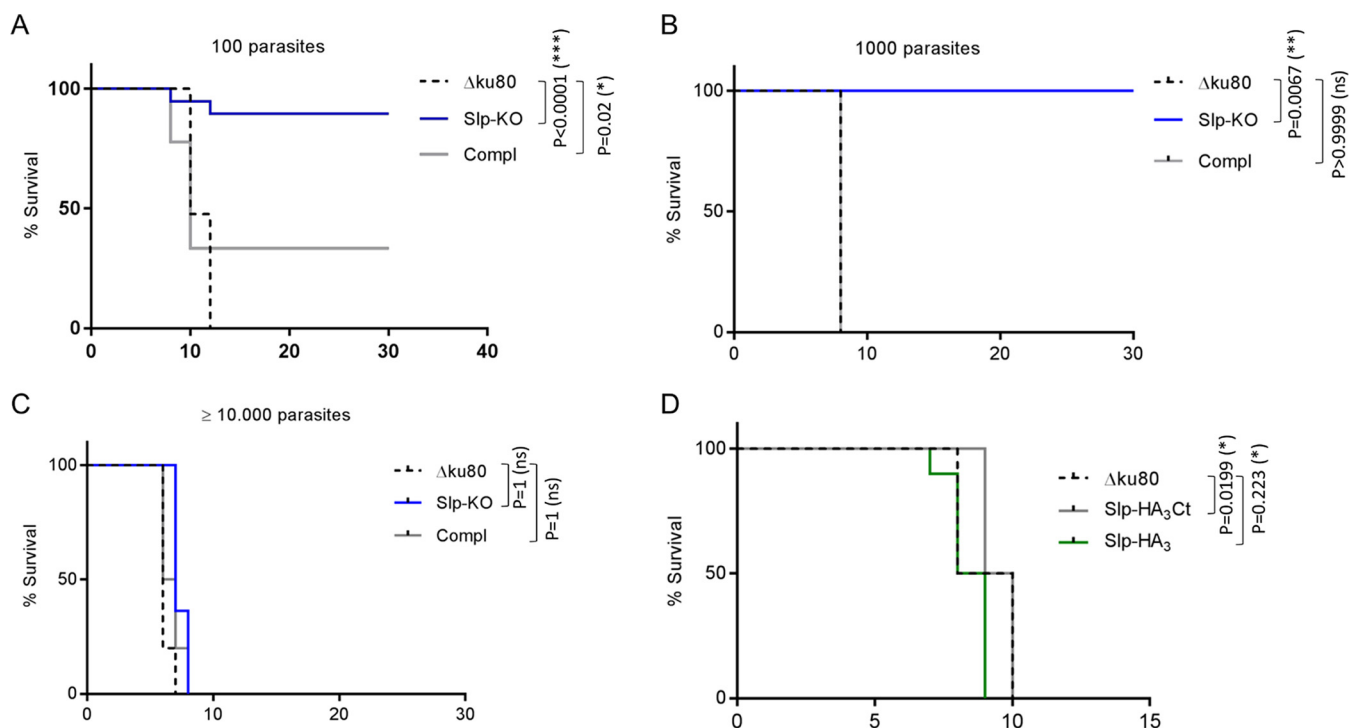 A
100 parasites
% Survival
100
50
0
0 10 20 30 40
Δku80
Slp-KO
Compl
P<0.0001 (***)
P=0.02 (*)
B
1000 parasites
% Survival
100
50
0
0 10 20 30
Δku80
Slp-KO
Compl
P=0.0067 (**)
P>0.9999 (ns)
C
≥ 10.000 parasites
% Survival
100
50
0
0 10 20 30
Δku80
Slp-KO
Compl
P=1 (ns)
P=1 (ns)
D
% Survival
100
50
0
0 5 10 15
Δku80
Slp-HA₃Ct
Slp-HA₃
P=0.0199 (*)
P=0.223 (*)